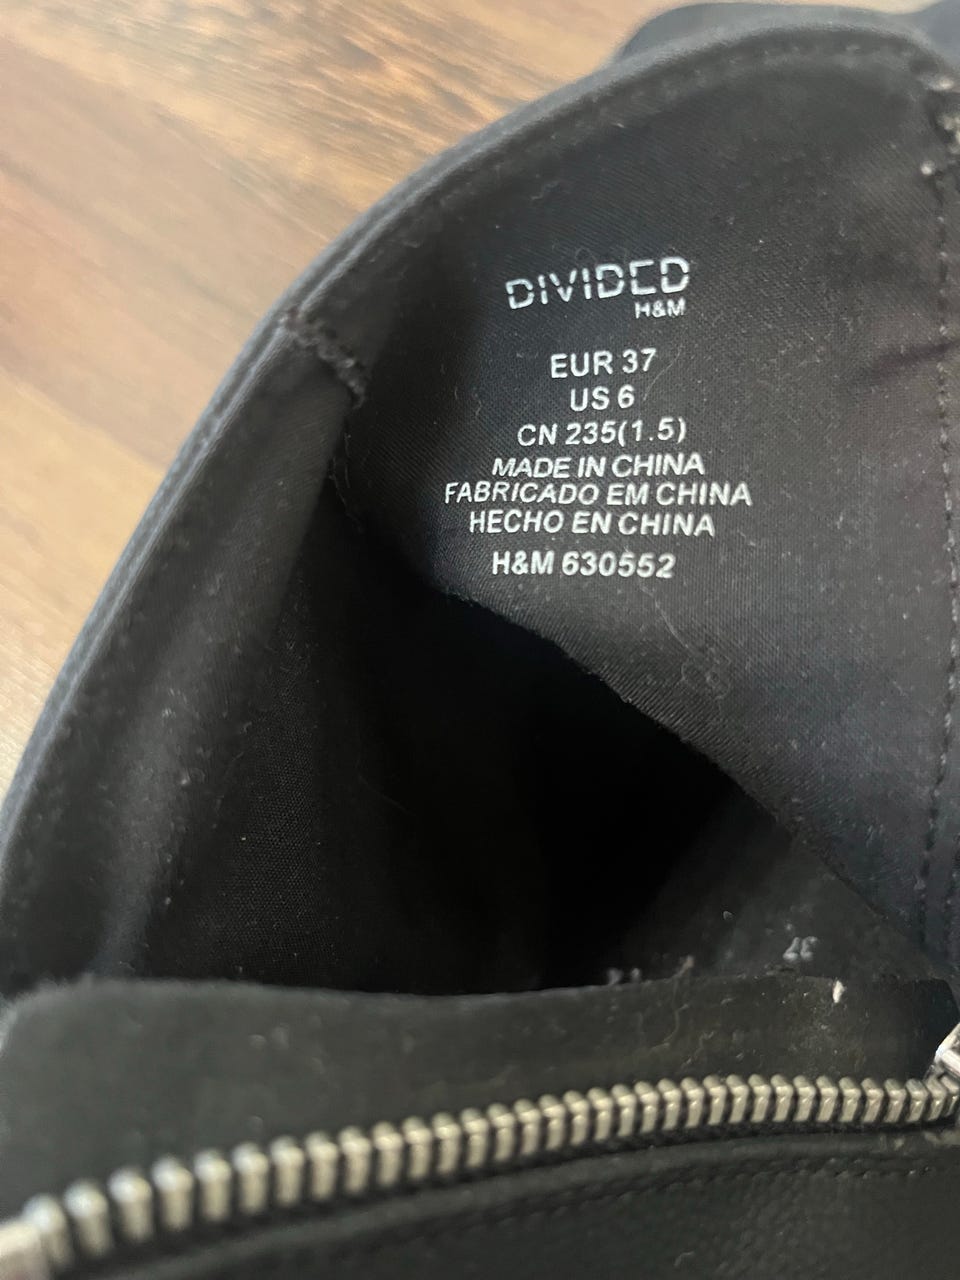 DIVIDED
H&M
EUR 37
US 6
CN 235(1.5)
MADE IN CHINA
FABRICADO EM CHINA
HECHO EN CHINA
H&M 630552
37